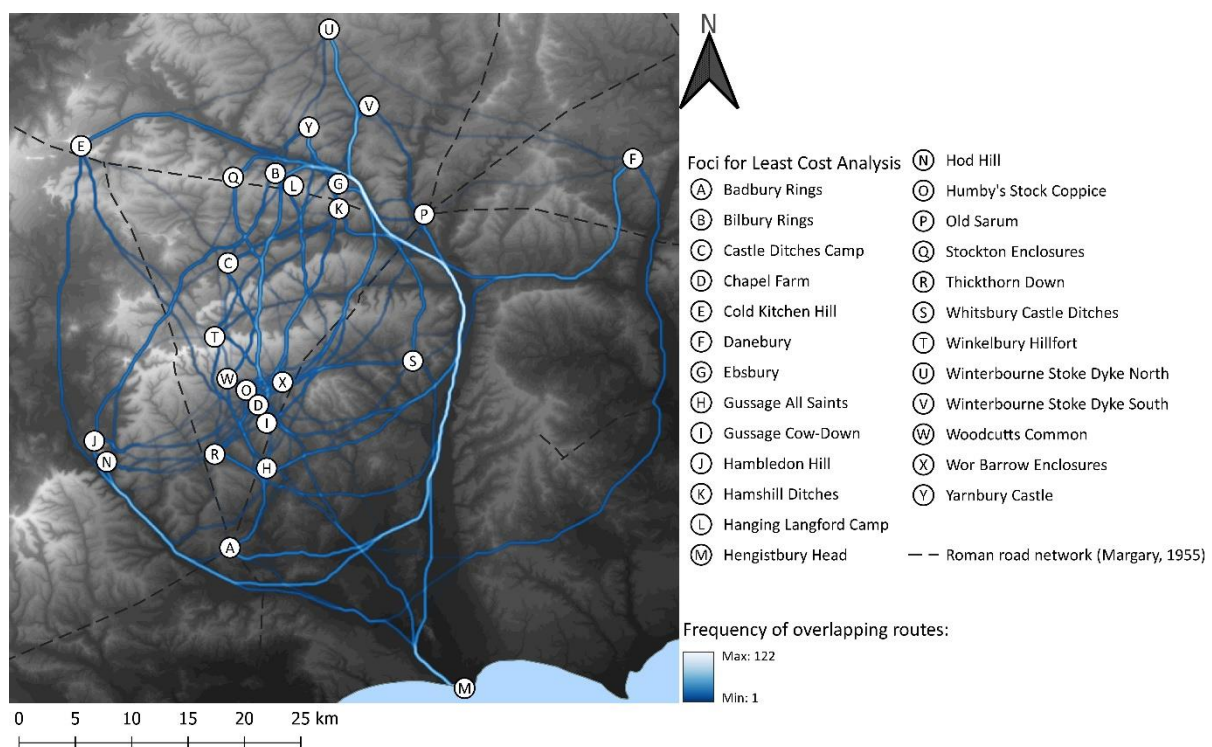 N
U
V
Y
F
E
B
Q
L
G
K
P
C
T
S
W
X
O
D
I
J
N
R
H
A
M
0 5 10 15 20 25 km
Foci for Least Cost Analysis
A Badbury Rings
B Bilbury Rings
C Castle Ditches Camp
D Chapel Farm
E Cold Kitchen Hill
F Danebury
G Ebsbury
H Gussage All Saints
I Gussage Cow-Down
J Hambledon Hill
K Hamshill Ditches
L Hanging Langford Camp
M Hengistbury Head
N Hod Hill
O Humby's Stock Coppice
P Old Sarum
Q Stockton Enclosures
R Thickthorn Down
S Whitsbury Castle Ditches
T Winkelbury Hillfort
U Winterbourne Stoke Dyke North
V Winterbourne Stoke Dyke South
W Woodcutts Common
X Wor Barrow Enclosures
Y Yarnbury Castle
Roman road network (Margary, 1955)
Frequency of overlapping routes:
Max: 122
Min: 1